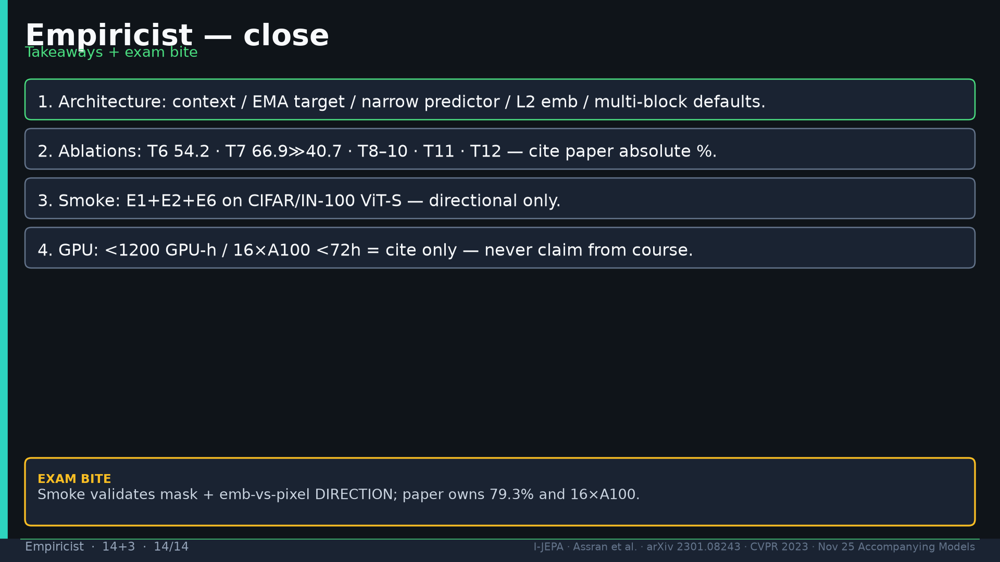 Empiricist — close
Takeaways + exam bite
1. Architecture: context / EMA target / narrow predictor / L2 emb / multi-block defaults.
2. Ablations: T6 54.2 · T7 66.9≫40.7 · T8–10 · T11 · T12 — cite paper absolute %.
3. Smoke: E1+E2+E6 on CIFAR/IN-100 ViT-S — directional only.
4. GPU: <1200 GPU-h / 16×A100 <72h = cite only — never claim from course.
EXAM BITE
Smoke validates mask + emb-vs-pixel DIRECTION; paper owns 79.3% and 16×A100.
Empiricist · 14+3 · 14/14
I-JEPA · Assran et al. · arXiv 2301.08243 · CVPR 2023 · Nov 25 Accompanying Models